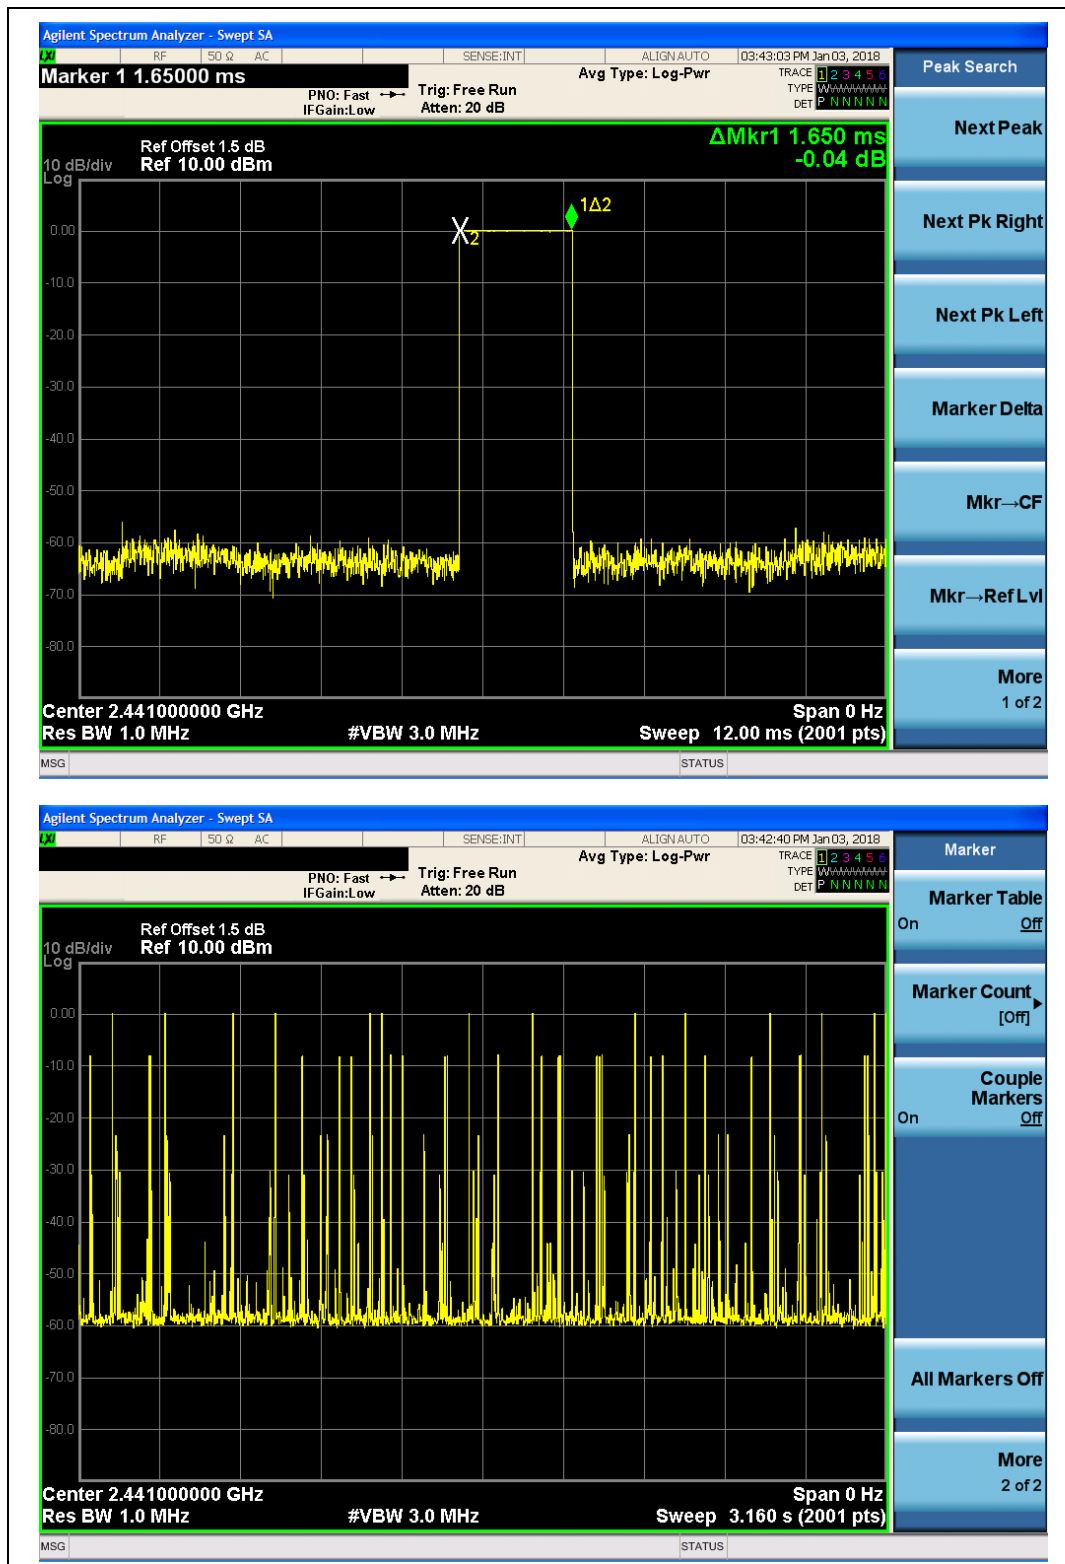 Agilent Spectrum Analyzer - Swept SA
LXI RF 50 Ω AC SENSE:INT ALIGN AUTO 03:43:03 PM Jan 03, 2018
Marker 1 1.65000 ms
PNO: Fast
IFGain:Low
Trig: Free Run
Atten: 20 dB
Avg Type: Log-Pwr
TRACE 1 2 3 4 5 6
TYPE
DET P N N N N N
Peak Search
Next Peak
Next Pk Right
Next Pk Left
Marker Delta
Mkr→CF
Mkr→Ref Lvl
More
1 of 2
ΔMkr1 1.650 ms
-0.04 dB
Ref Offset 1.5 dB
10 dB/div Ref 10.00 dBm
Log
1Δ2
X2
0.00
-10.0
-20.0
-30.0
-40.0
-50.0
-60.0
-70.0
-80.0
Center 2.441000000 GHz Span 0 Hz
Res BW 1.0 MHz #VBW 3.0 MHz Sweep 12.00 ms (2001 pts)
MSG STATUS
Agilent Spectrum Analyzer - Swept SA
LXI RF 50 Ω AC SENSE:INT ALIGN AUTO 03:42:40 PM Jan 03, 2018
PNO: Fast
IFGain:Low
Trig: Free Run
Atten: 20 dB
Avg Type: Log-Pwr
TRACE 1 2 3 4 5 6
TYPE
DET P N N N N N
Marker
Marker Table
On Off
Marker Count
[Off]
Couple
Markers
On Off
All Markers Off
More
2 of 2
Ref Offset 1.5 dB
10 dB/div Ref 10.00 dBm
Log
0.00
-10.0
-20.0
-30.0
-40.0
-50.0
-60.0
-70.0
-80.0
Center 2.441000000 GHz Span 0 Hz
Res BW 1.0 MHz #VBW 3.0 MHz Sweep 3.160 s (2001 pts)
MSG STATUS